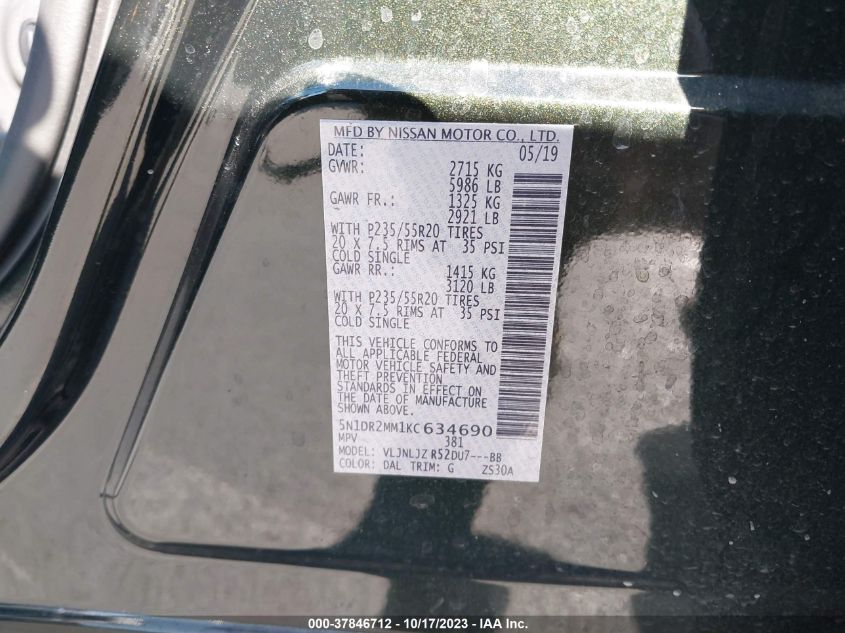 MFD BY NISSAN MOTOR CO., LTD.
DATE: 05/19
GVWR: 2715 KG
5986 LB
GAWR FR.: 1325 KG
2921 LB
WITH P235/55R20 TIRES
20 X 7.5 RIMS AT 35 PSI
COLD SINGLE
GAWR RR.: 1415 KG
3120 LB
WITH P235/55R20 TIRES
20 X 7.5 RIMS AT 35 PSI
COLD SINGLE
THIS VEHICLE CONFORMS TO
ALL APPLICABLE FEDERAL
MOTOR VEHICLE SAFETY AND
THEFT PREVENTION
STANDARDS IN EFFECT ON
THE DATE OF MANUFACTURE
SHOWN ABOVE.
5N1DR2MM1KC634690
MPV 381
MODEL: VLJNLJZ R52DU7---BB
COLOR: DAL TRIM: G ZS30A
000-37846712 - 10/17/2023 - IAA Inc.